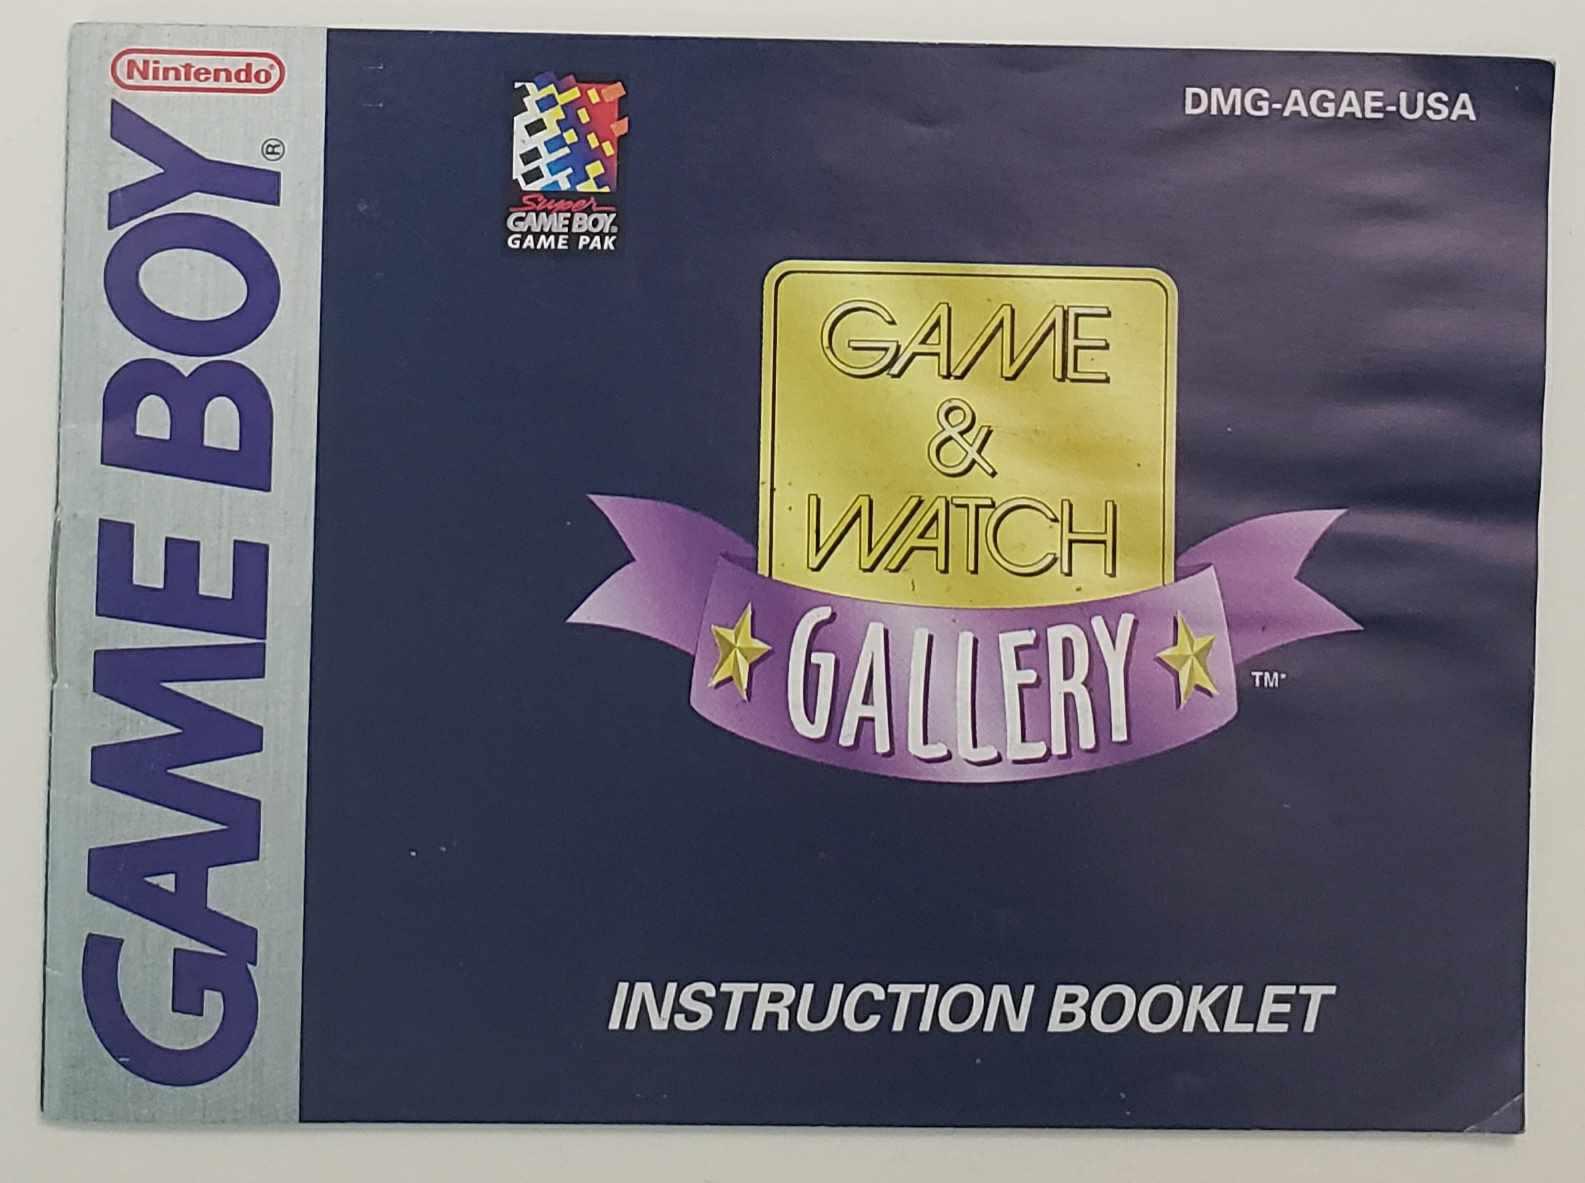 Nintendo®
GAME BOY®
DMG-AGAE-USA
Super
GAME BOY.
GAME PAK
GAME
&
WATCH
GALLERY
TM
INSTRUCTION BOOKLET